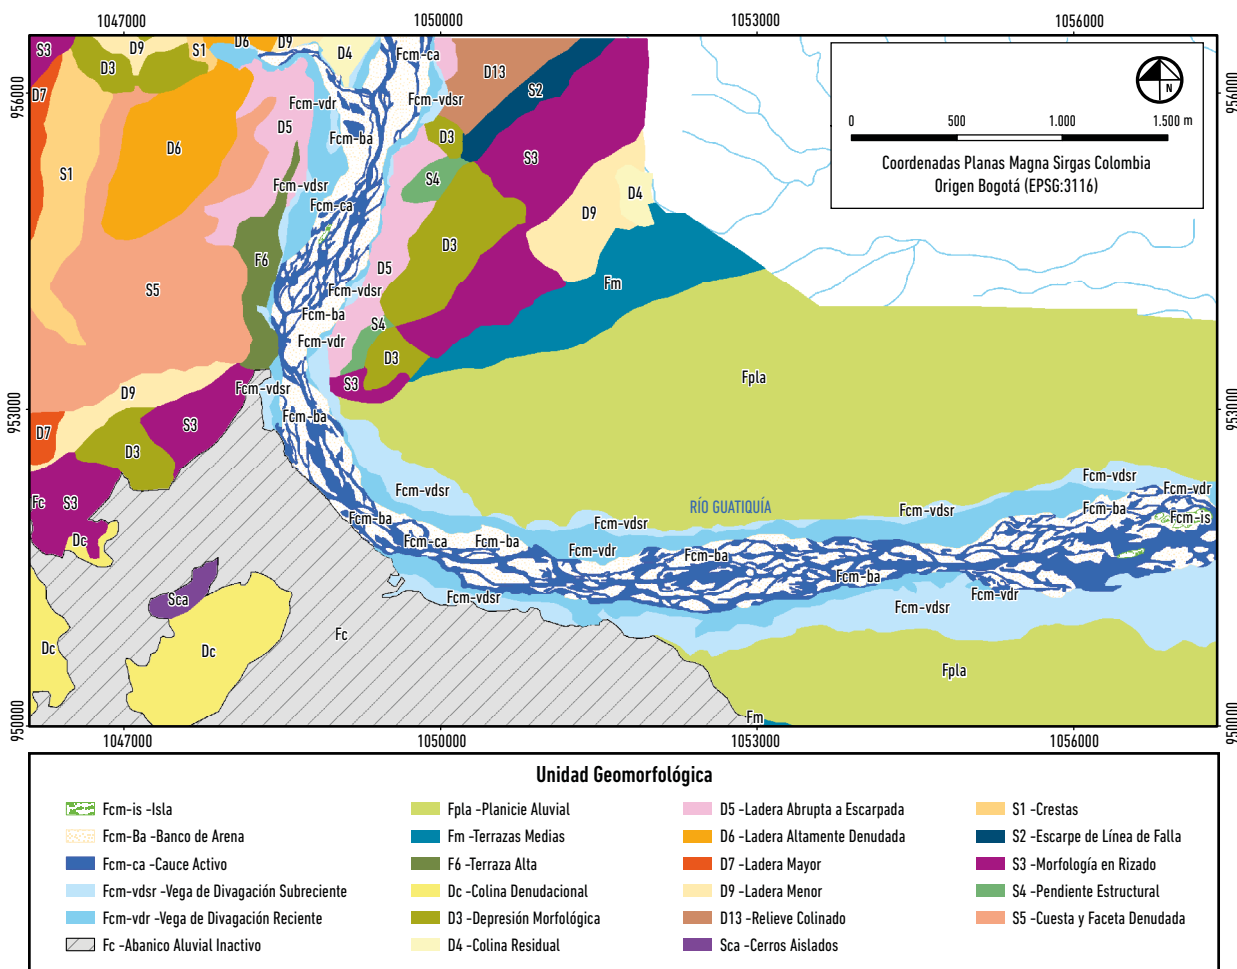 1047000 1050000 1053000 1056000
956000
953000
950000
956000
953000
950000
N
0 500 1.000 1.500 m
Coordenadas Planas Magna Sirgas Colombia
Origen Bogotá (EPSG:3116)
S3 D9 S1 D6 D9 D4 Fcm-ca
D3 D13
D7 Fcm-vdr Fcm-vdsr S2
D5 Fcm-ba D3
D6 S3
S1 Fcm-vdsr S4 D4
Fcm-ca D9
D3
F6 D5
S5 Fcm-vdsr Fm
Fcm-ba S4
Fcm-vdr D3
Fcm-vdsr S3 Fpla
D9
Fcm-ba
D7 D3 S3
Fcm-vdsr Fcm-vdsr Fcm-vdr
Fc S3 RÍO GUATIQUÍA Fcm-vdsr Fcm-ba
Fcm-ba Fcm-vdsr Fcm-is
Dc Fcm-ca Fcm-ba Fcm-vdr Fcm-ba
Fcm-ba
Sca Fcm-vdsr Fcm-vdr
Fcm-vdsr
Fc
Dc Dc
Fpla
Fm
1047000 1050000 1053000 1056000
Unidad Geomorfológica
Fcm-is -Isla
Fcm-Ba -Banco de Arena
Fcm-ca -Cauce Activo
Fcm-vdsr -Vega de Divagación Subreciente
Fcm-vdr -Vega de Divagación Reciente
Fc -Abanico Aluvial Inactivo
Fpla -Planicie Aluvial
Fm -Terrazas Medias
F6 -Terraza Alta
Dc -Colina Denudacional
D3 -Depresión Morfológica
D4 -Colina Residual
D5 -Ladera Abrupta a Escarpada
D6 -Ladera Altamente Denudada
D7 -Ladera Mayor
D9 -Ladera Menor
D13 -Relieve Colinado
Sca -Cerros Aislados
S1 -Crestas
S2 -Escarpe de Línea de Falla
S3 -Morfología en Rizado
S4 -Pendiente Estructural
S5 -Cuesta y Faceta Denudada